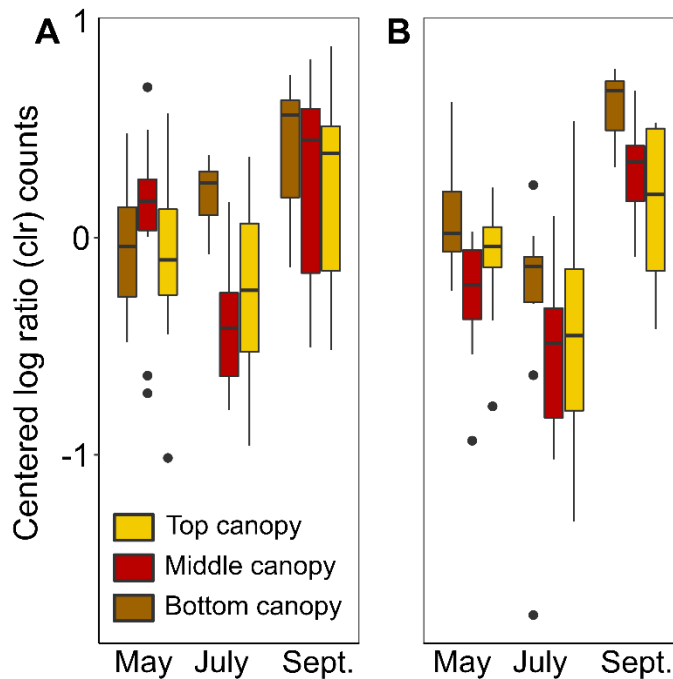 A
B
Centered log ratio (clr) counts
1
0
-1
Top canopy
Middle canopy
Bottom canopy
May July Sept.
May July Sept.